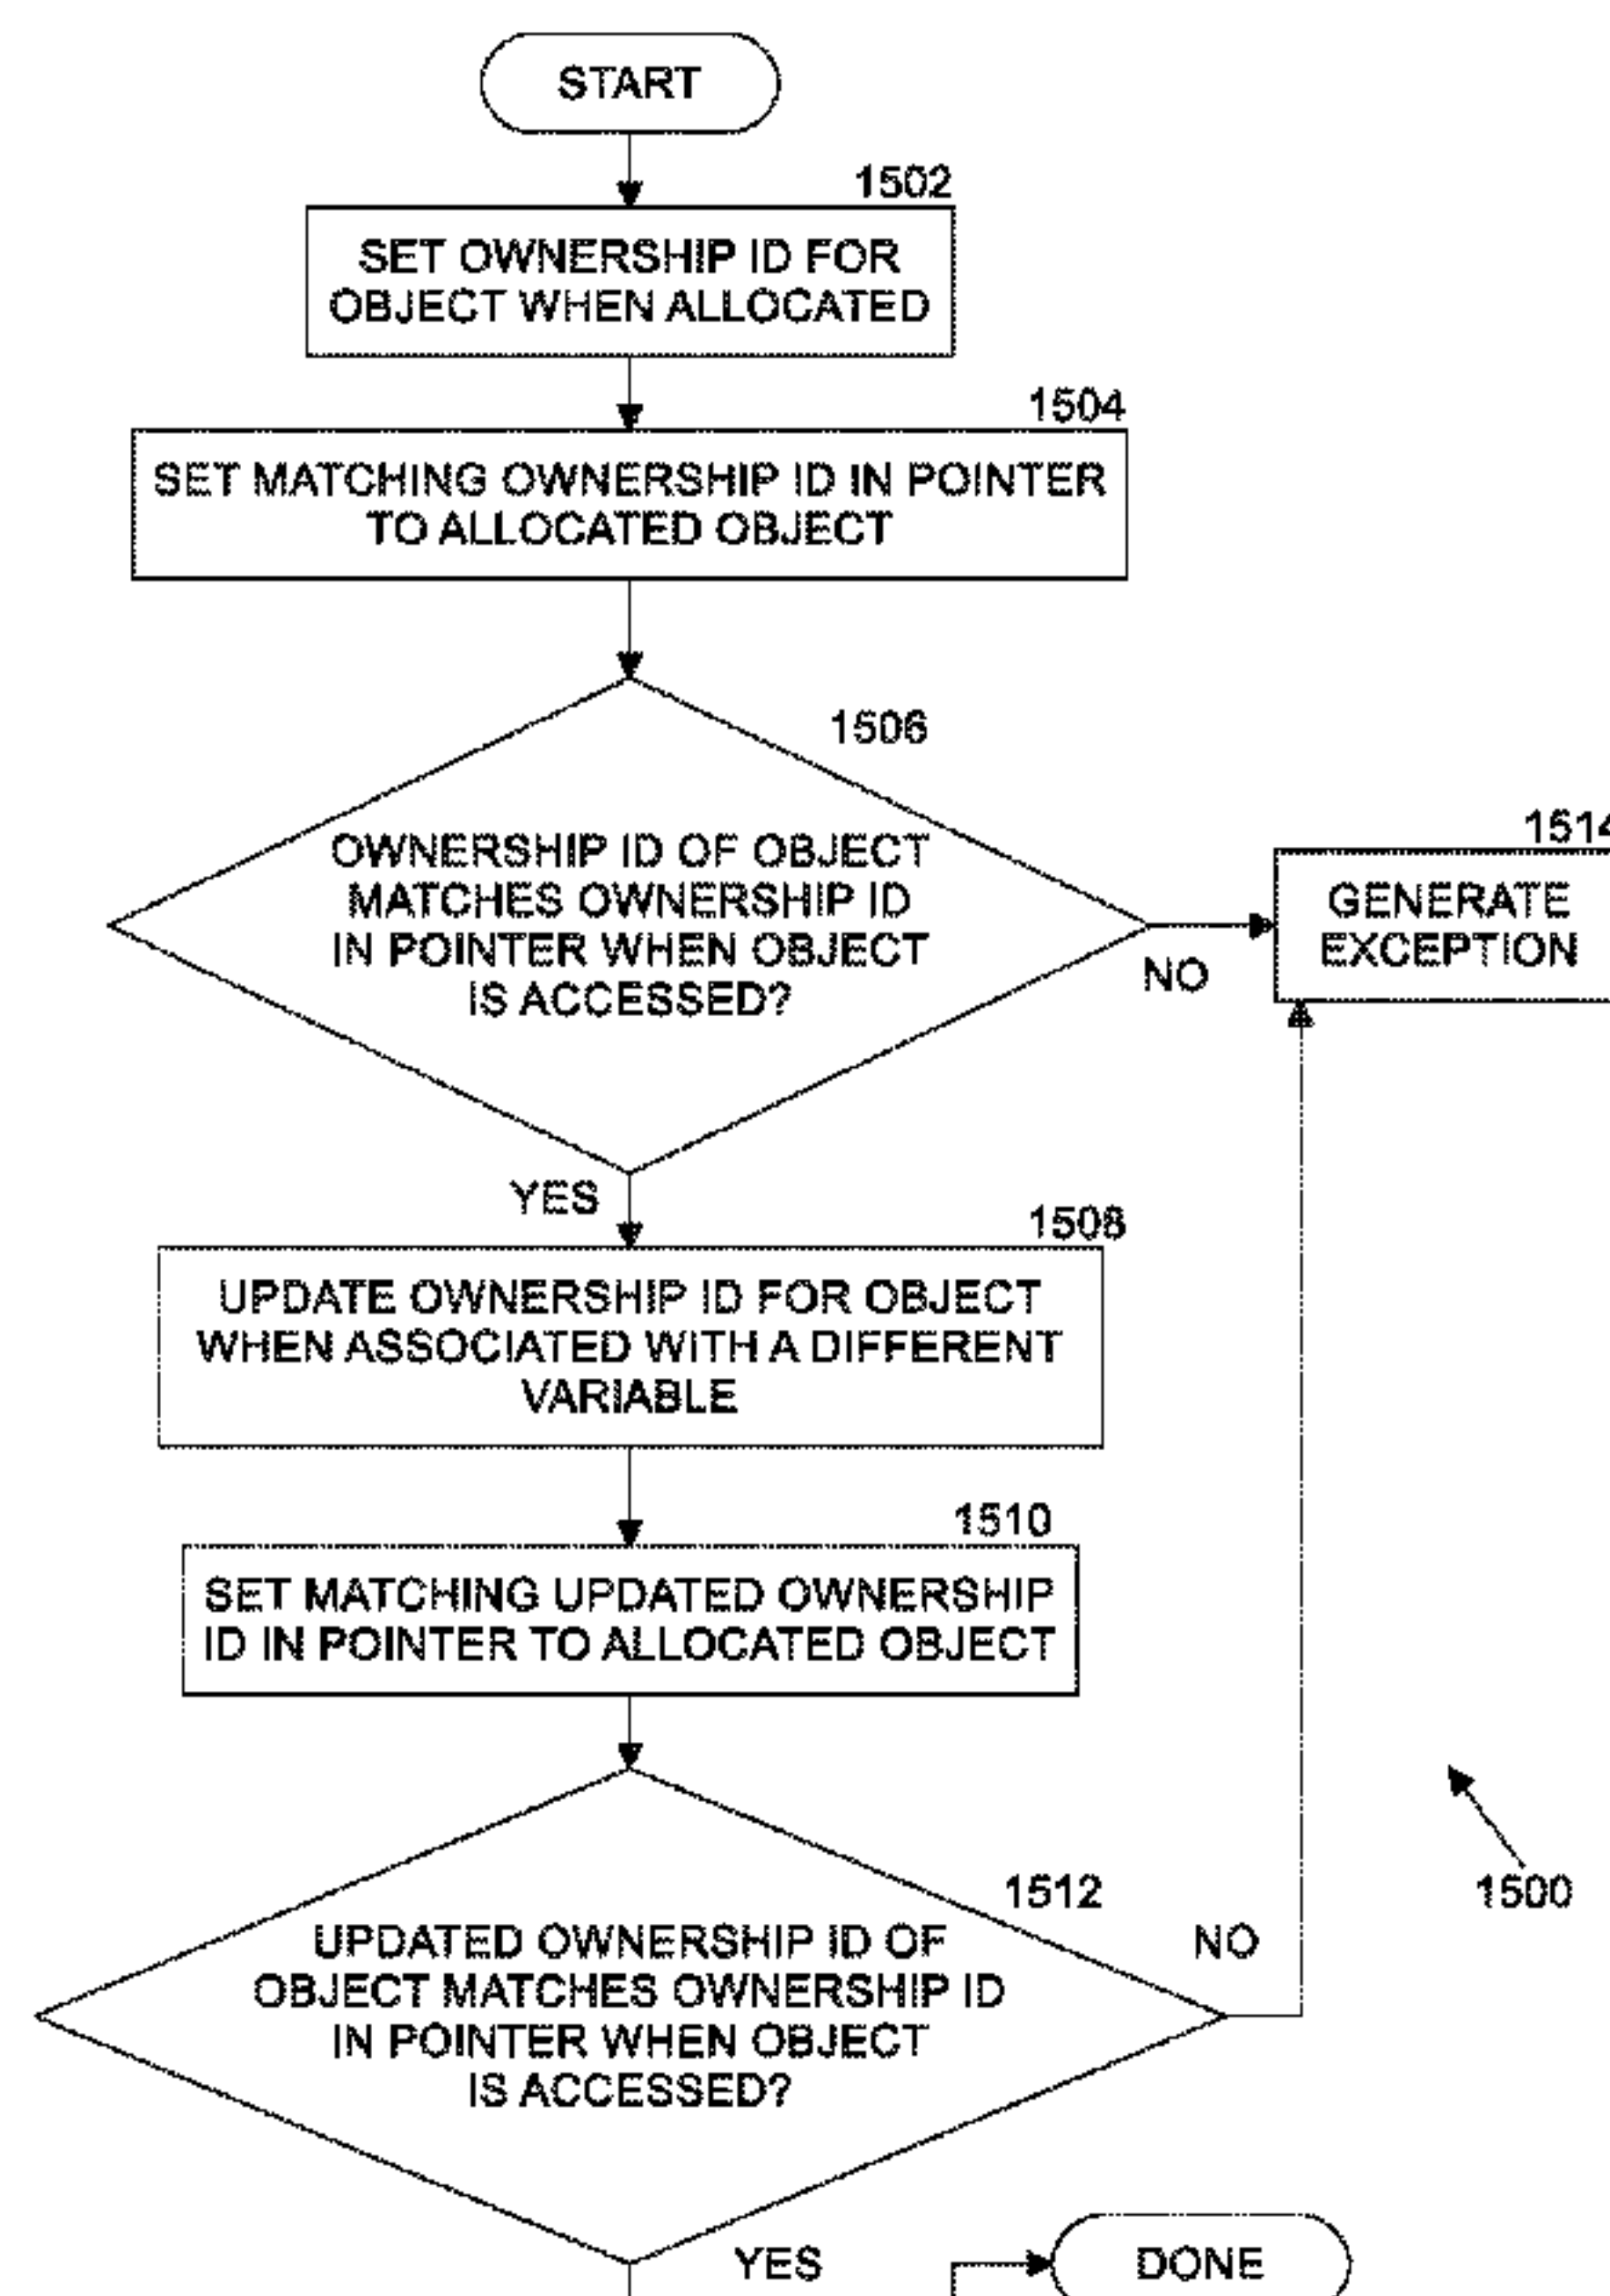 START
1502
SET OWNERSHIP ID FOR
OBJECT WHEN ALLOCATED
1504
SET MATCHING OWNERSHIP ID IN POINTER
TO ALLOCATED OBJECT
1506
OWNERSHIP ID OF OBJECT
MATCHES OWNERSHIP ID
IN POINTER WHEN OBJECT
IS ACCESSED?
NO
1514
GENERATE
EXCEPTION
YES
1508
UPDATE OWNERSHIP ID FOR OBJECT
WHEN ASSOCIATED WITH A DIFFERENT
VARIABLE
1510
SET MATCHING UPDATED OWNERSHIP
ID IN POINTER TO ALLOCATED OBJECT
1512
UPDATED OWNERSHIP ID OF
OBJECT MATCHES OWNERSHIP ID
IN POINTER WHEN OBJECT
IS ACCESSED?
NO
1500
YES
DONE